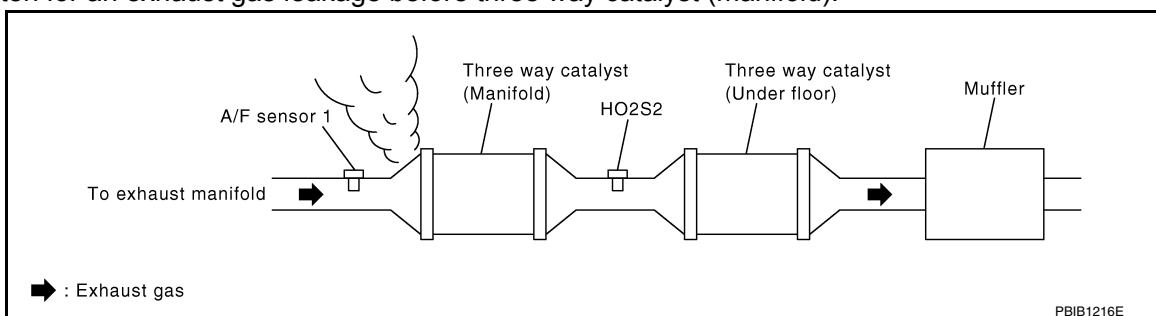 for an exhaust gas leakage before three way catalyst (manifold).
Three way catalyst
(Manifold)
Three way catalyst
(Under floor)
Muffler
A/F sensor 1
HO2S2
To exhaust manifold
: Exhaust gas
PBIB1216E